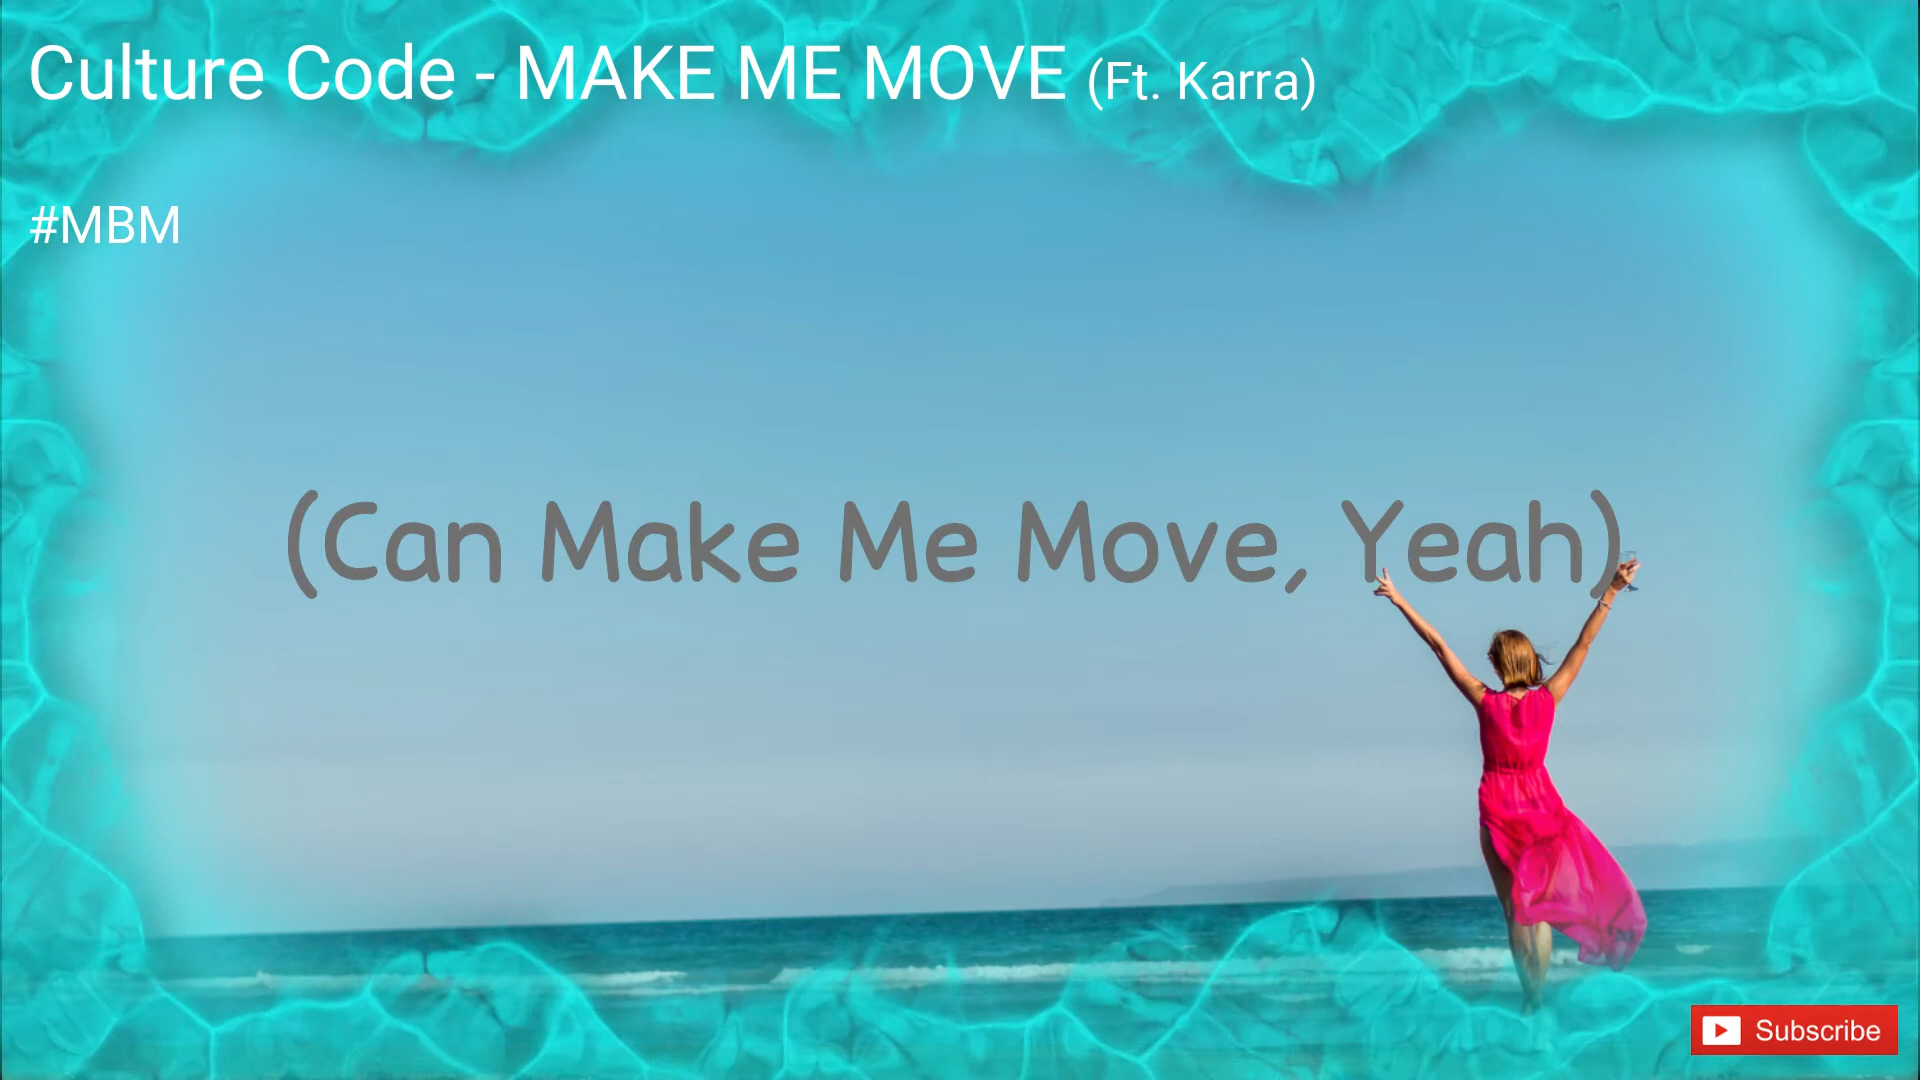 Culture Code - MAKE ME MOVE (Ft. Karra)
#MBM
(Can Make Me Move, Yeah)
Subscribe